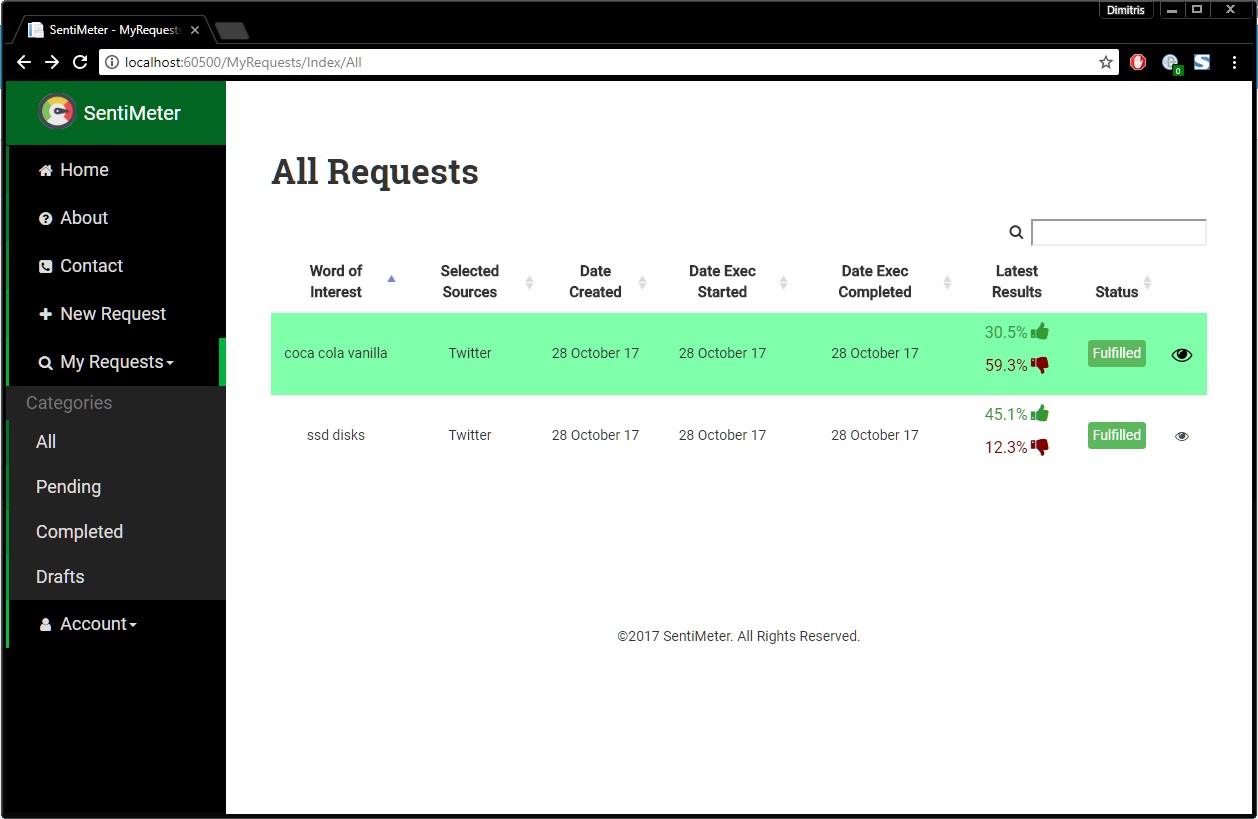 Dimitris
SentiMeter - MyRequests
localhost:60500/MyRequests/Index/All
0
S
SentiMeter
Home
About
Contact
New Request
My Requests
Categories
All
Pending
Completed
Drafts
Account
All Requests
Word of Interest
Selected Sources
Date Created
Date Exec Started
Date Exec Completed
Latest Results
Status
coca cola vanilla
Twitter
28 October 17
28 October 17
28 October 17
30.5%
59.3%
Fulfilled
ssd disks
Twitter
28 October 17
28 October 17
28 October 17
45.1%
12.3%
Fulfilled
©2017 SentiMeter. All Rights Reserved.